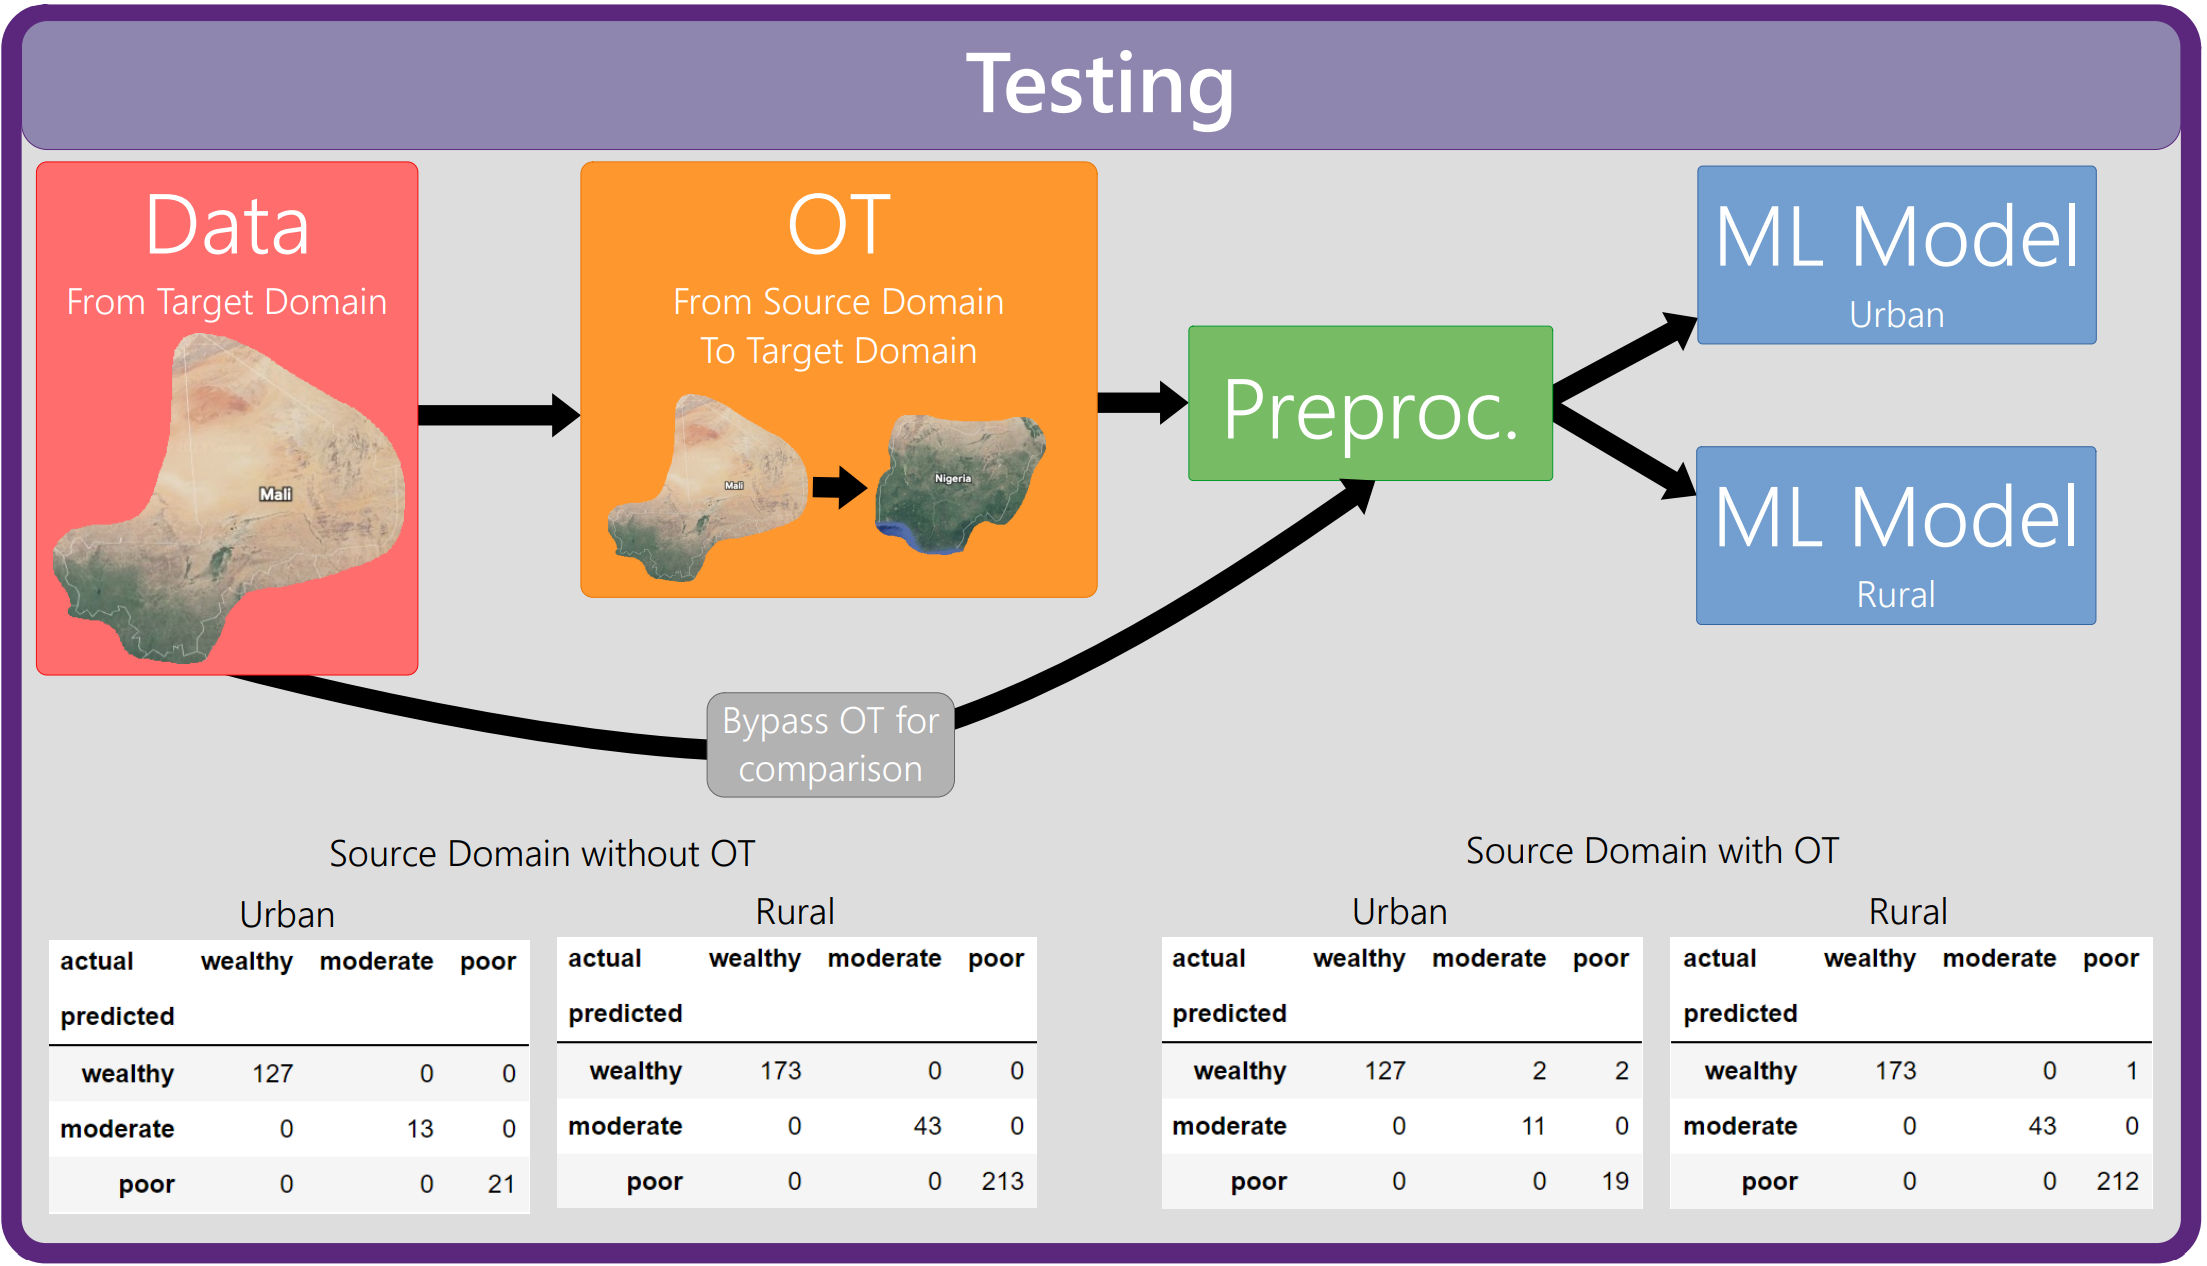 Testing
Data
From Target Domain
Mali
OT
From Source Domain
To Target Domain
Mali
Nigeria
Preproc.
ML Model
Urban
ML Model
Rural
Bypass OT for
comparison
Source Domain without OT
Urban
actual wealthy moderate poor
predicted
wealthy 127 0 0
moderate 0 13 0
poor 0 0 21
Rural
actual wealthy moderate poor
predicted
wealthy 173 0 0
moderate 0 43 0
poor 0 0 213
Source Domain with OT
Urban
actual wealthy moderate poor
predicted
wealthy 127 2 2
moderate 0 11 0
poor 0 0 19
Rural
actual wealthy moderate poor
predicted
wealthy 173 0 1
moderate 0 43 0
poor 0 0 212